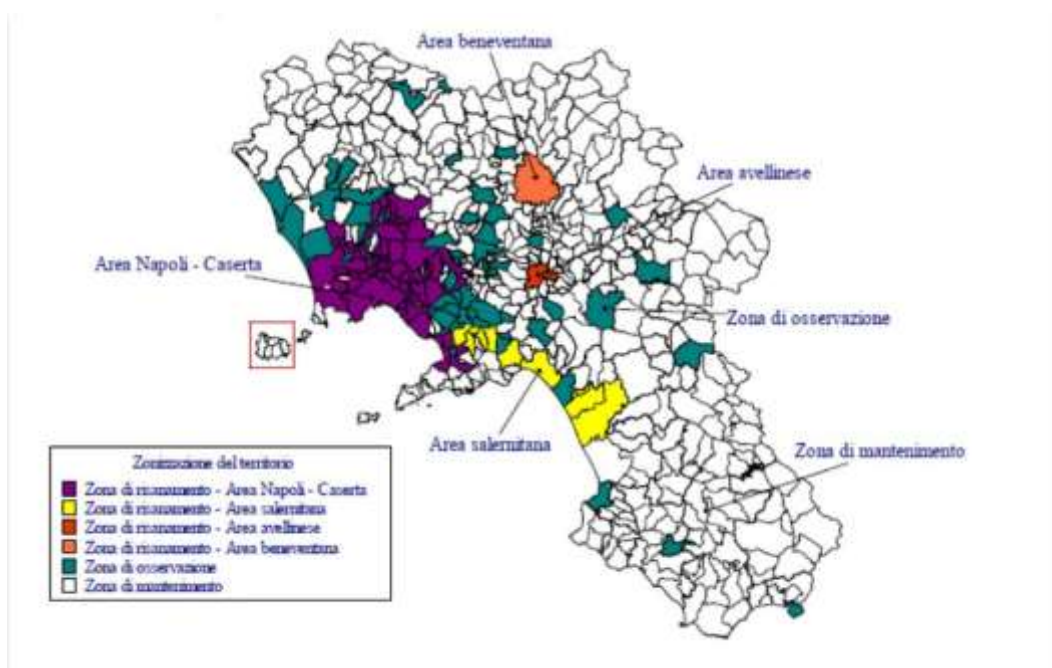 Area beneventana
Area avellinese
Area Napoli - Caserta
Zona di osservazione
Area salernitana
Zona di mantenimento
Zonizzazione del territorio
Zona di risanamento - Area Napoli - Caserta
Zona di risanamento - Area salernitana
Zona di risanamento - Area avellinese
Zona di risanamento - Area beneventana
Zona di osservazione
Zona di mantenimento